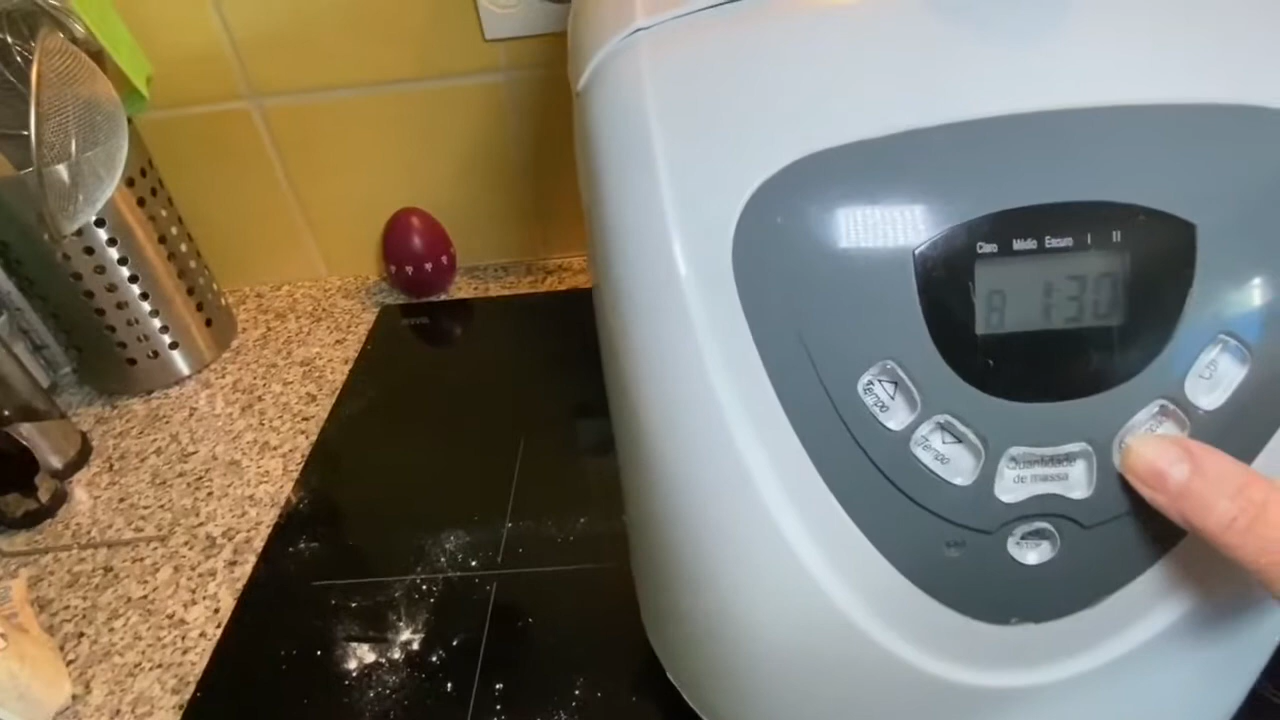 Claro Médio Escuro I II
8 1:30
Tempo
Tempo
Quantidade
de massa